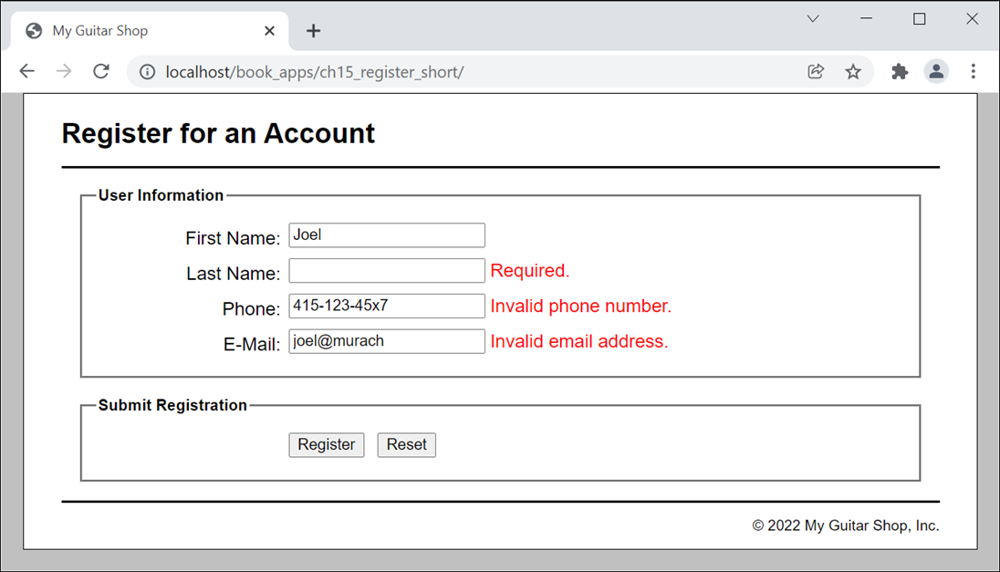 My Guitar Shop
localhost/book_apps/ch15_register_short/
Register for an Account
User Information
First Name: Joel
Last Name: Required.
Phone: 415-123-45x7 Invalid phone number.
E-Mail: joel@murach Invalid email address.
Submit Registration
Register Reset
© 2022 My Guitar Shop, Inc.